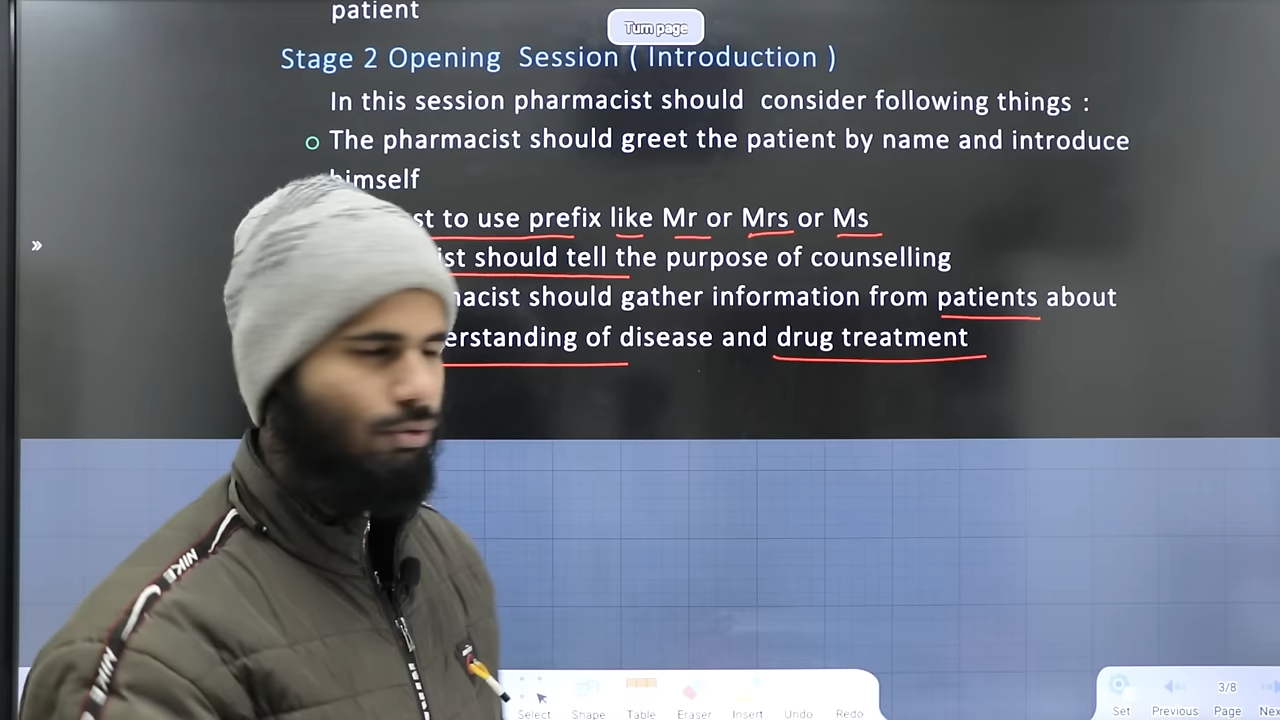 patient
Turn page
Stage 2 Opening Session ( Introduction )
In this session pharmacist should consider following things :
The pharmacist should greet the patient by name and introduce
himself
to use prefix like Mr or Mrs or Ms
should tell the purpose of counselling
should gather information from patients about
of disease and drug treatment
»
NIKE
NIKE
NIKE
Select Shape Table Eraser Insert Undo Redo
3/8
Set Previous Page